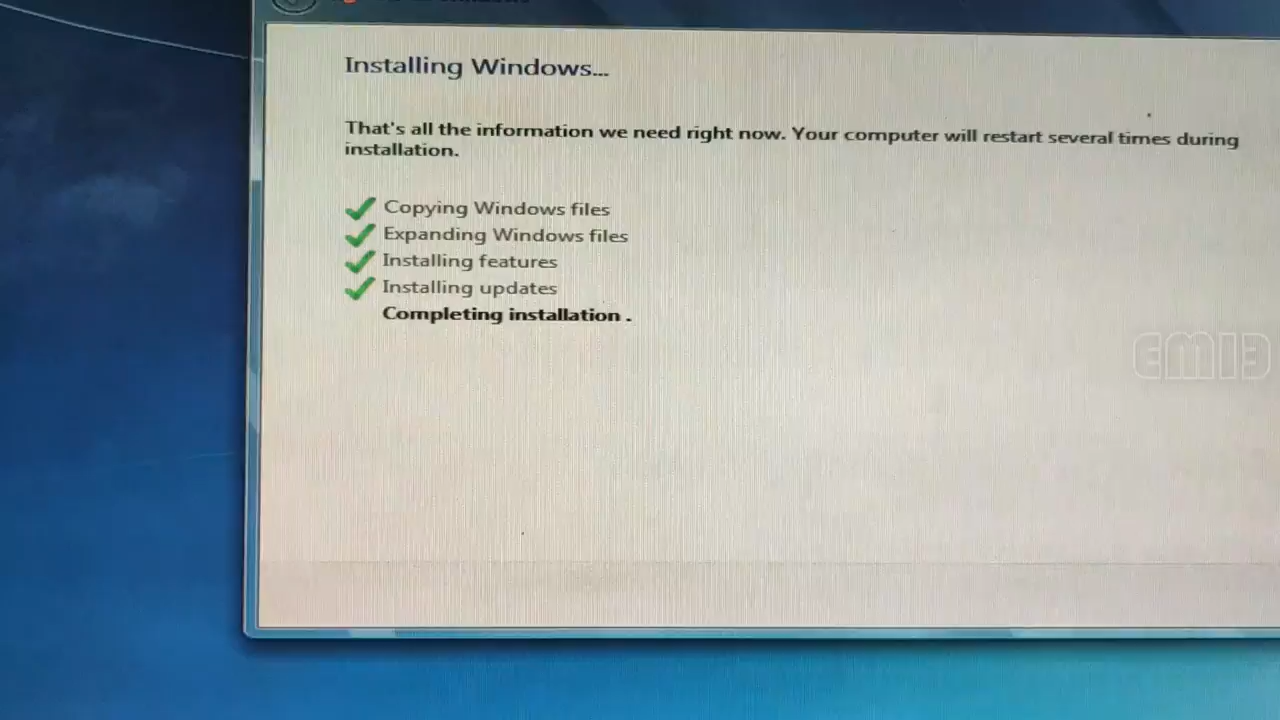 Installing Windows...
That's all the information we need right now. Your computer will restart several times during
installation.
Copying Windows files
Expanding Windows files
Installing features
Installing updates
Completing installation .